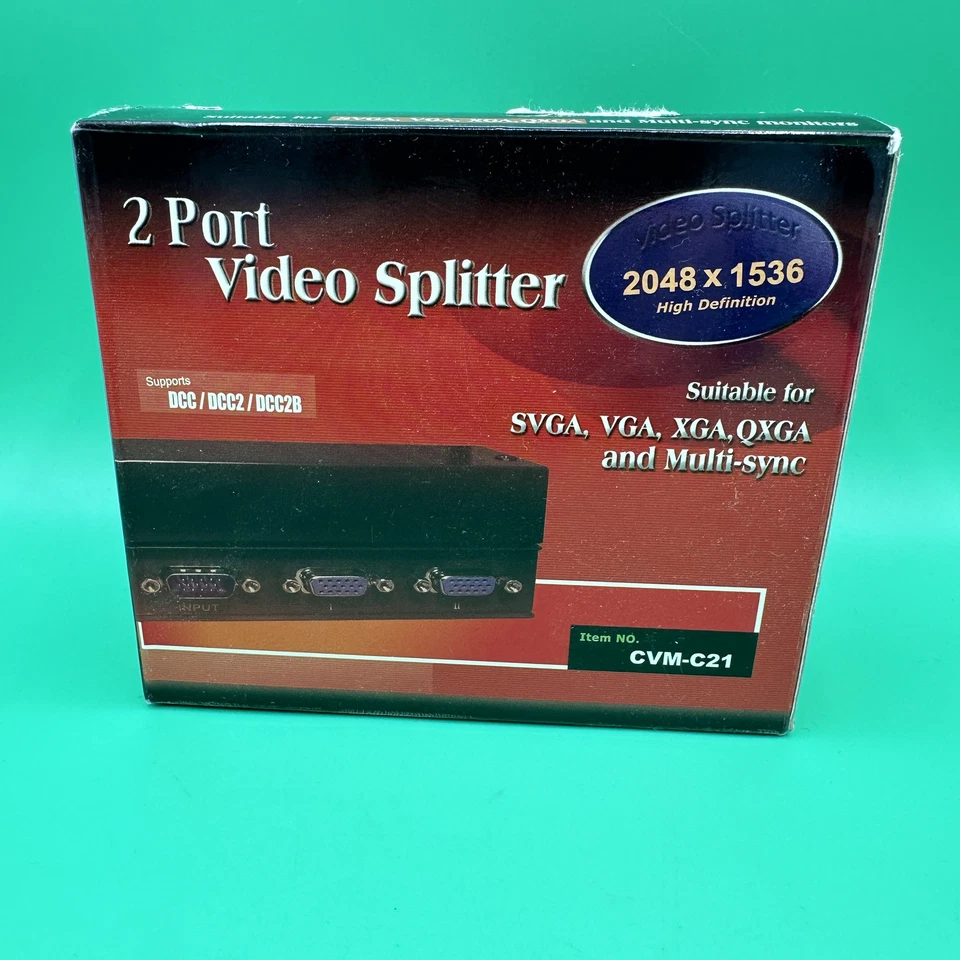 Suitable for SVGA, VGA, XGA, QXGA and Multi-sync monitors
2 Port
Video Splitter
Video Splitter
2048 x 1536
High Definition
Supports
DCC / DCC2 / DCC2B
Suitable for
SVGA, VGA, XGA, QXGA
and Multi-sync
INPUT
I
II
Item NO.
CVM-C21